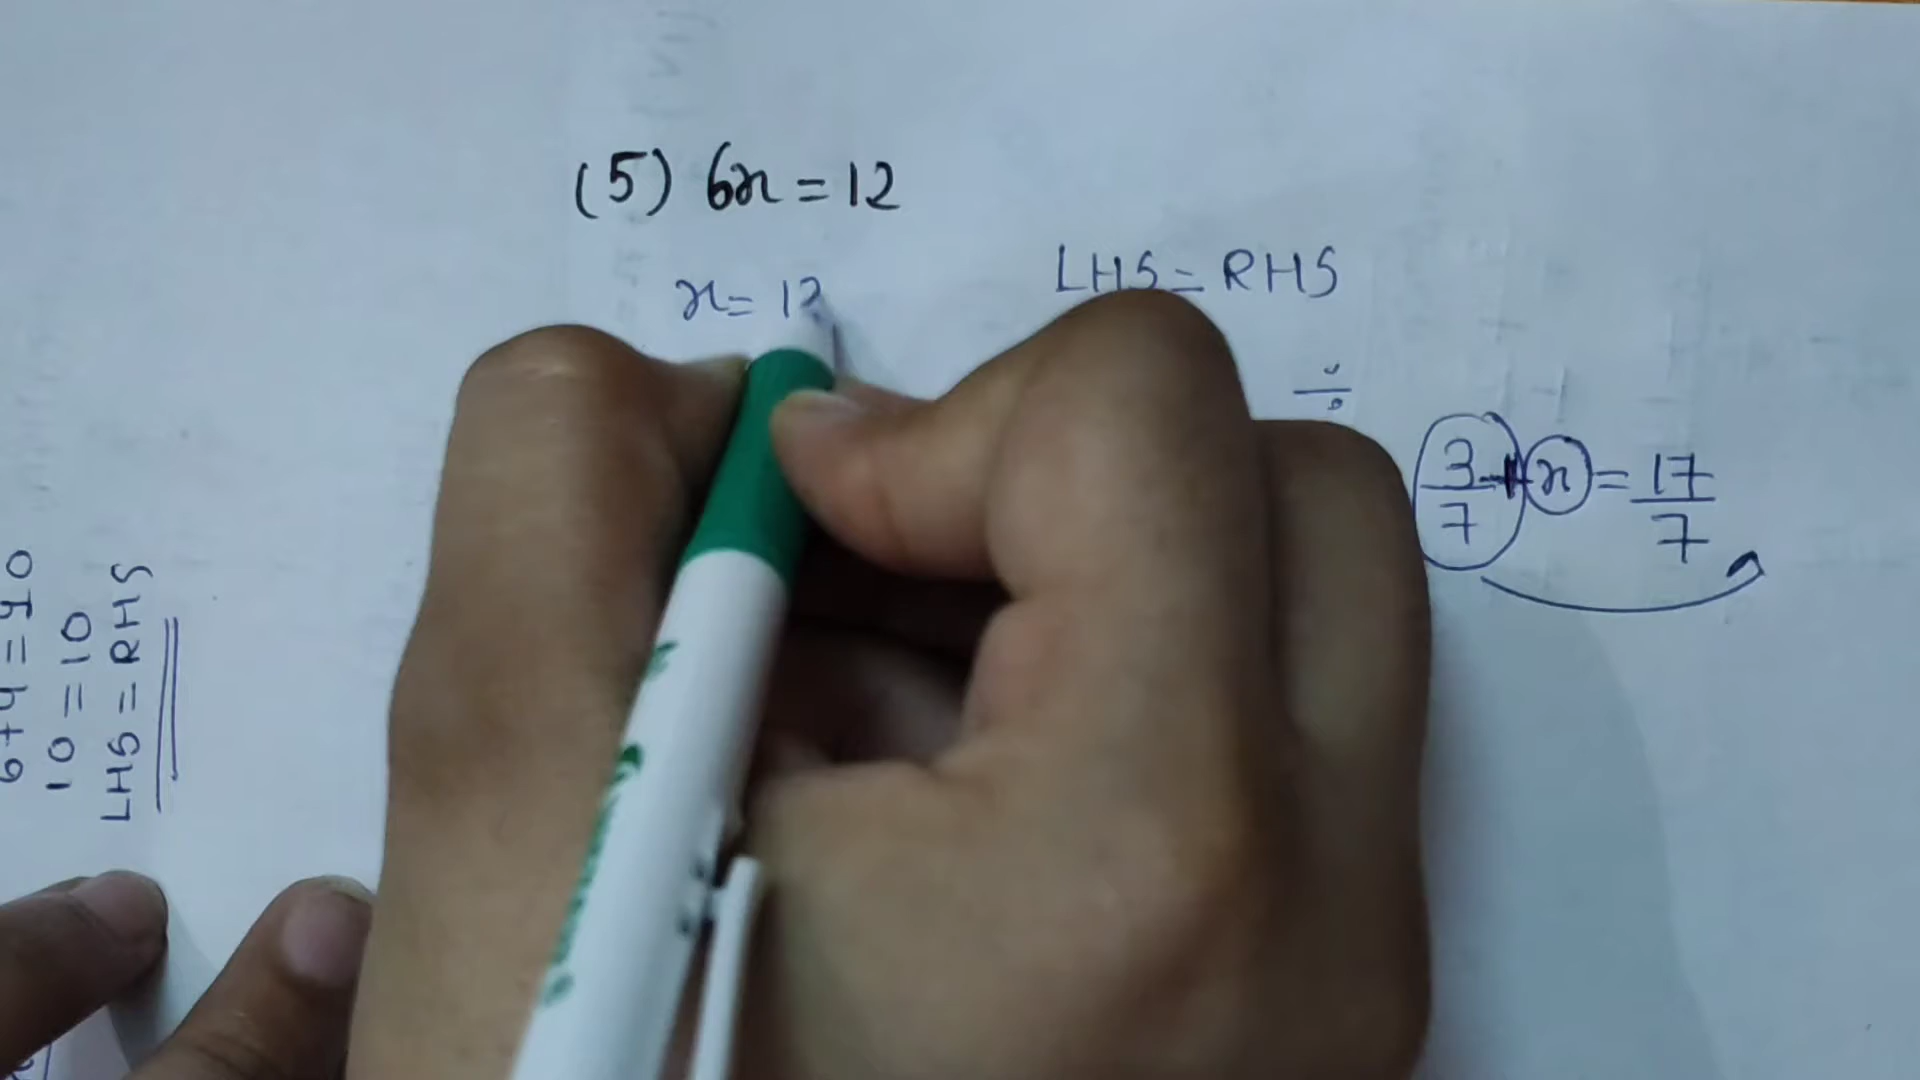 (5) 6x = 12
x = 12
LHS = RHS
÷
3/7 + x = 17/7
6+4 = 10
10 = 10
LHS = RHS